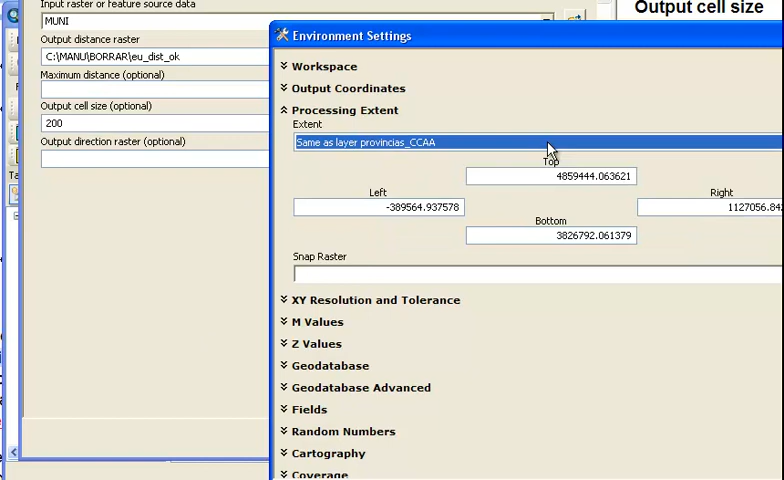 Input raster or feature source data
MUNI
Output distance raster
C:\MANU\BORRAR\eu_dist_ok
Maximum distance (optional)
Output cell size (optional)
200
Output direction raster (optional)
Output cell size
Environment Settings
Workspace
Output Coordinates
Processing Extent
Extent
Same as layer provincias_CCAA
Top
4859444.063621
Left
Right
-389564.937578
1127056.84
Bottom
3826792.061379
Snap Raster
XY Resolution and Tolerance
M Values
Z Values
Geodatabase
Geodatabase Advanced
Fields
Random Numbers
Cartography
Coverage